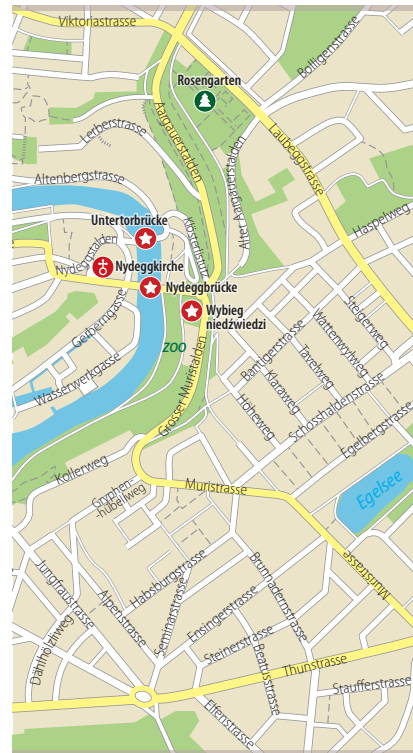 Viktoriastrasse
Bolligenstrasse
Rosengarten
Aargauerstalden
Laubeggstrasse
Lerberstrasse
Altenbergstrasse
Alter Aargauerstalden
Haspelweg
Untertorbrücke
Klösterlistutz
Nydeggstalden
Nydeggkirche
Nydeggbrücke
Wybieg
niedźwiedzi
Gerberngasse
ZOO
Steigerweg
Wattenwylweg
Bantigerstrasse
Tavelweg
Wasserwerkgasse
Grosser Muristalden
Klaraweg
Höheweg
Schosshaldenstrasse
Egelbergstrasse
Kollerweg
Gryphen-
hübeliweg
Muristrasse
Egelsee
Jungfraustrasse
Habsburgstrasse
Brunnadernstrasse
Muristrasse
Alpenstrasse
Seminarstrasse
Ensingerstrasse
Dählhölzliweg
Steinerstrasse
Beatusstrasse
Thunstrasse
Staufferstrasse
Elfenstrasse